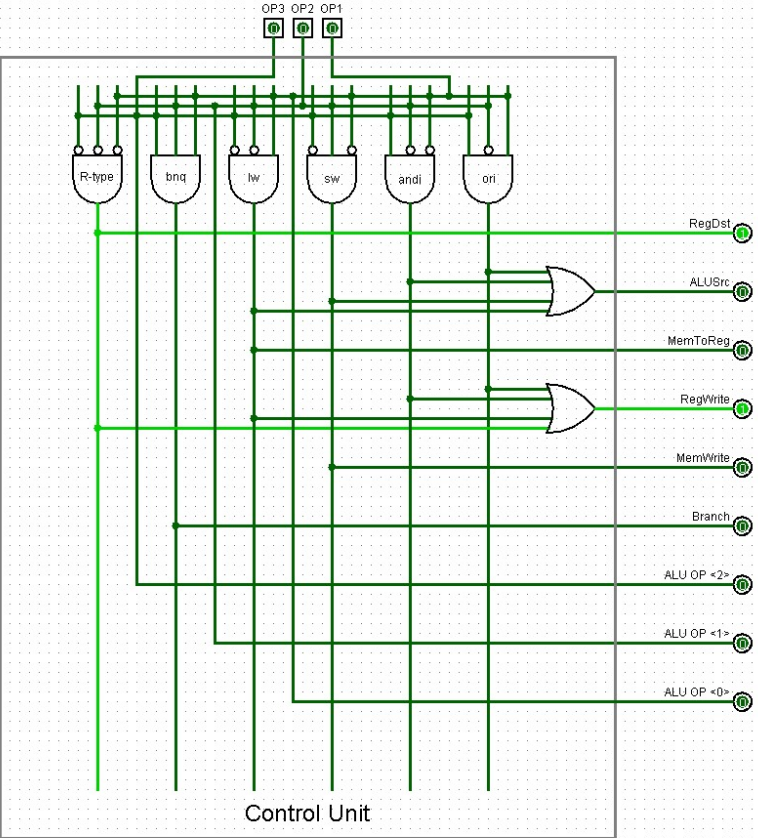 OP3 OP2 OP1
0 0 0
R-type bnq lw sw andi ori
RegDst
1
ALUSrc
0
MemToReg
0
RegWrite
1
MemWrite
0
Branch
0
ALU OP <2>
0
ALU OP <1>
0
ALU OP <0>
0
Control Unit